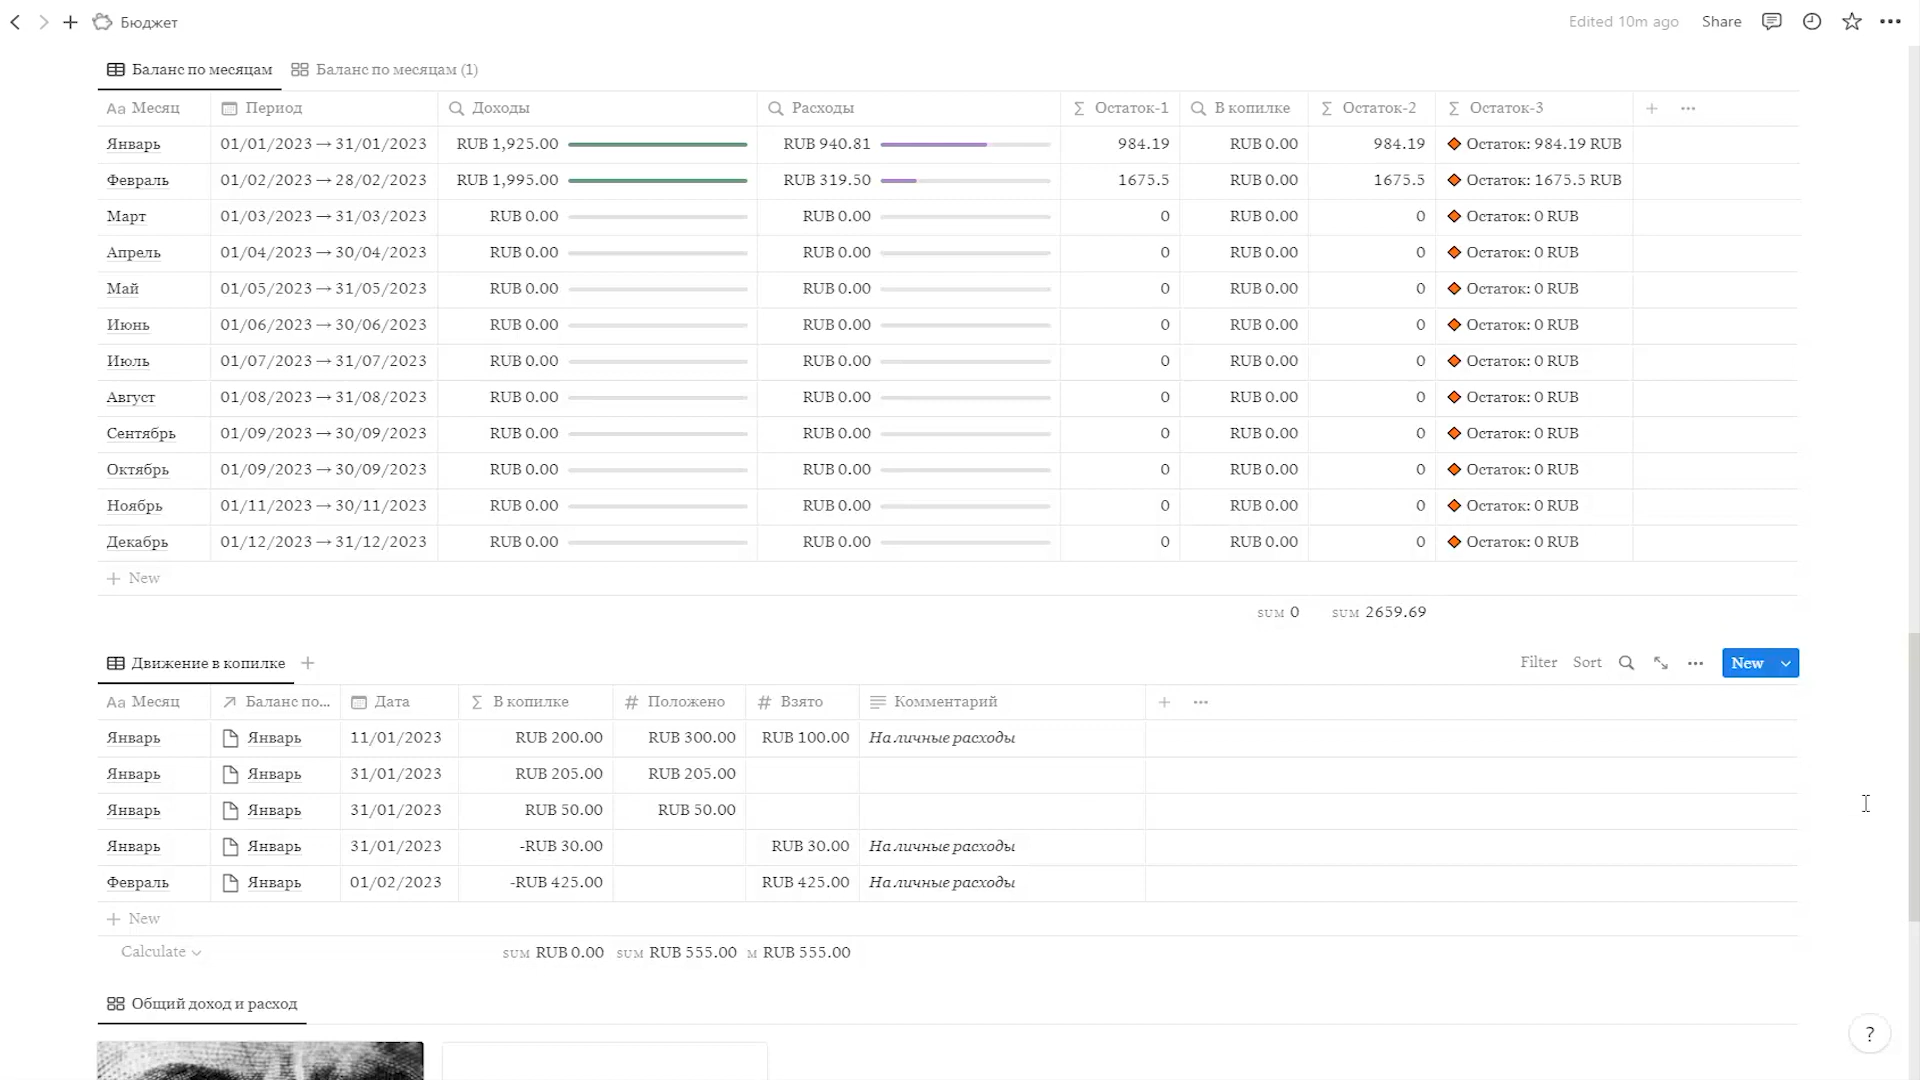 Бюджет Edited 10m ago Share
Баланс по месяцам Баланс по месяцам (1)
Aa Месяц Период Доходы Расходы Σ Остаток-1 В копилке Σ Остаток-2 Σ Остаток-3
Январь 01/01/2023 → 31/01/2023 RUB 1,925.00 RUB 940.81 984.19 RUB 0.00 984.19 Остаток: 984.19 RUB
Февраль 01/02/2023 → 28/02/2023 RUB 1,995.00 RUB 319.50 1675.5 RUB 0.00 1675.5 Остаток: 1675.5 RUB
Март 01/03/2023 → 31/03/2023 RUB 0.00 RUB 0.00 0 RUB 0.00 0 Остаток: 0 RUB
Апрель 01/04/2023 → 30/04/2023 RUB 0.00 RUB 0.00 0 RUB 0.00 0 Остаток: 0 RUB
Май 01/05/2023 → 31/05/2023 RUB 0.00 RUB 0.00 0 RUB 0.00 0 Остаток: 0 RUB
Июнь 01/06/2023 → 30/06/2023 RUB 0.00 RUB 0.00 0 RUB 0.00 0 Остаток: 0 RUB
Июль 01/07/2023 → 31/07/2023 RUB 0.00 RUB 0.00 0 RUB 0.00 0 Остаток: 0 RUB
Август 01/08/2023 → 31/08/2023 RUB 0.00 RUB 0.00 0 RUB 0.00 0 Остаток: 0 RUB
Сентябрь 01/09/2023 → 30/09/2023 RUB 0.00 RUB 0.00 0 RUB 0.00 0 Остаток: 0 RUB
Октябрь 01/09/2023 → 30/09/2023 RUB 0.00 RUB 0.00 0 RUB 0.00 0 Остаток: 0 RUB
Ноябрь 01/11/2023 → 30/11/2023 RUB 0.00 RUB 0.00 0 RUB 0.00 0 Остаток: 0 RUB
Декабрь 01/12/2023 → 31/12/2023 RUB 0.00 RUB 0.00 0 RUB 0.00 0 Остаток: 0 RUB
+ New
SUM 0 SUM 2659.69
Движение в копилке + Filter Sort New
Aa Месяц Баланс по... Дата Σ В копилке # Положено # Взято Комментарий
Январь Январь 11/01/2023 RUB 200.00 RUB 300.00 RUB 100.00 На личные расходы
Январь Январь 31/01/2023 RUB 205.00 RUB 205.00
Январь Январь 31/01/2023 RUB 50.00 RUB 50.00
Январь Январь 31/01/2023 -RUB 30.00 RUB 30.00 На личные расходы
Февраль Январь 01/02/2023 -RUB 425.00 RUB 425.00 На личные расходы
+ New
Calculate SUM RUB 0.00 SUM RUB 555.00 M RUB 555.00
Общий доход и расход
?